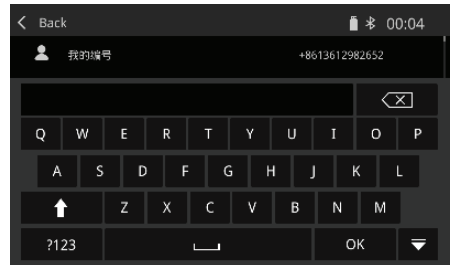 Back 00:04
我的编号 +8613612982652
Q W E R T Y U I O P
A S D F G H J K L
Z X C V B N M
?123 OK